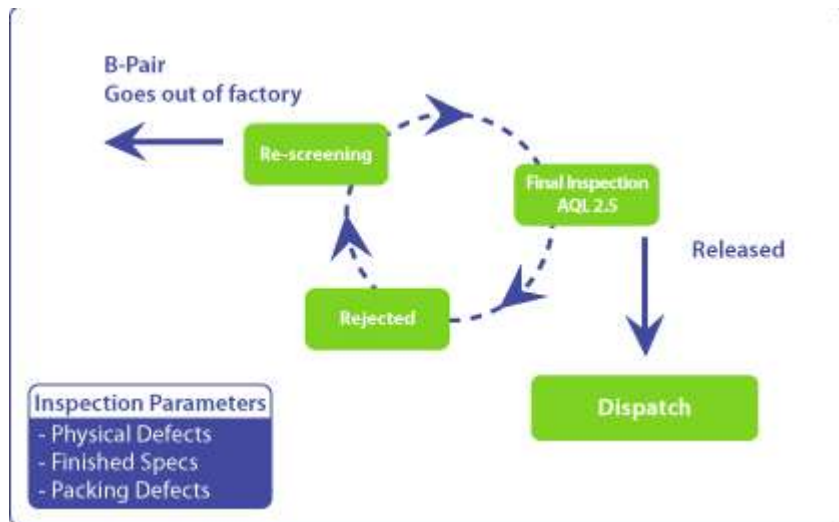 B-Pair
Goes out of factory
Re-screening
Final Inspection
AQL 2.5
Released
Rejected
Dispatch
Inspection Parameters
- Physical Defects
- Finished Specs
- Packing Defects